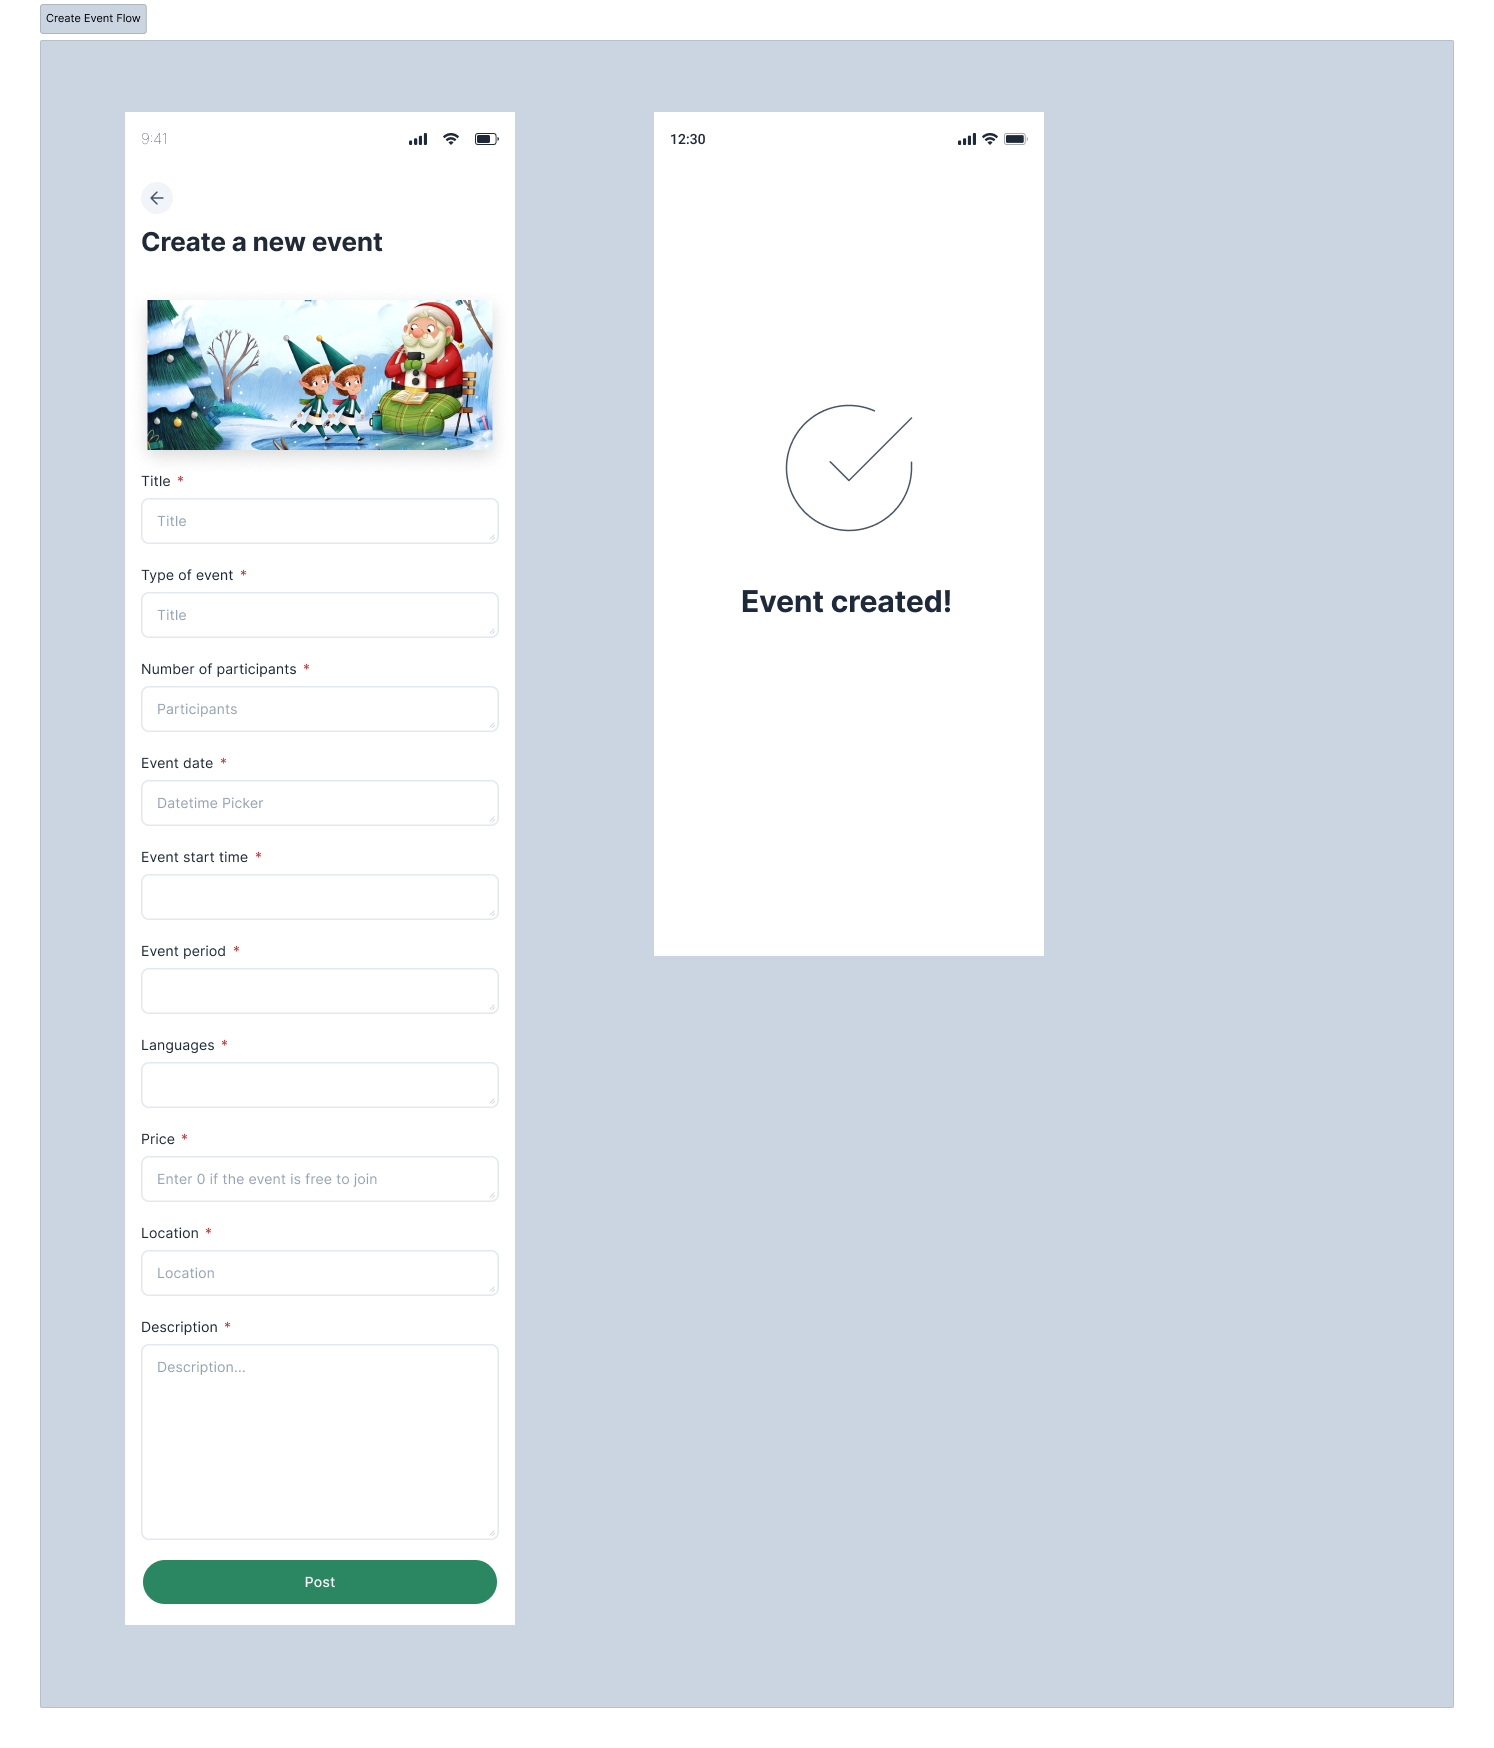 Create Event Flow
9:41
Create a new event
Title *
Title
Type of event *
Title
Number of participants *
Participants
Event date *
Datetime Picker
Event start time *
Event period *
Languages *
Price *
Enter 0 if the event is free to join
Location *
Location
Description *
Description...
Post
12:30
Event created!